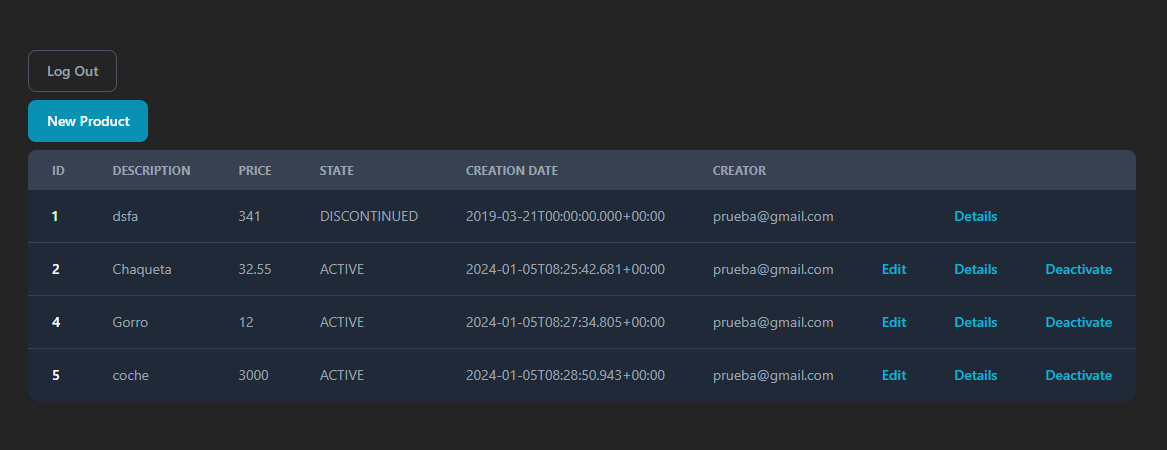 Log Out
New Product
ID DESCRIPTION PRICE STATE CREATION DATE CREATOR
1 dsfa 341 DISCONTINUED 2019-03-21T00:00:00.000+00:00 prueba@gmail.com Details
2 Chaqueta 32.55 ACTIVE 2024-01-05T08:25:42.681+00:00 prueba@gmail.com Edit Details Deactivate
4 Gorro 12 ACTIVE 2024-01-05T08:27:34.805+00:00 prueba@gmail.com Edit Details Deactivate
5 coche 3000 ACTIVE 2024-01-05T08:28:50.943+00:00 prueba@gmail.com Edit Details Deactivate